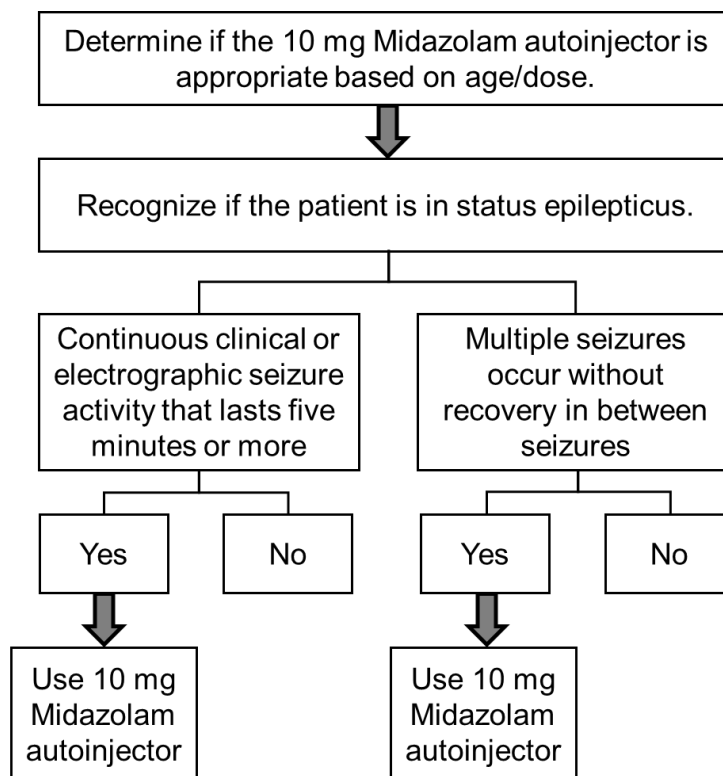 Determine if the 10 mg Midazolam autoinjector is
appropriate based on age/dose.
Recognize if the patient is in status epilepticus.
Continuous clinical or
electrographic seizure
activity that lasts five
minutes or more
Multiple seizures
occur without
recovery in between
seizures
Yes
No
Yes
No
Use 10 mg
Midazolam
autoinjector
Use 10 mg
Midazolam
autoinjector